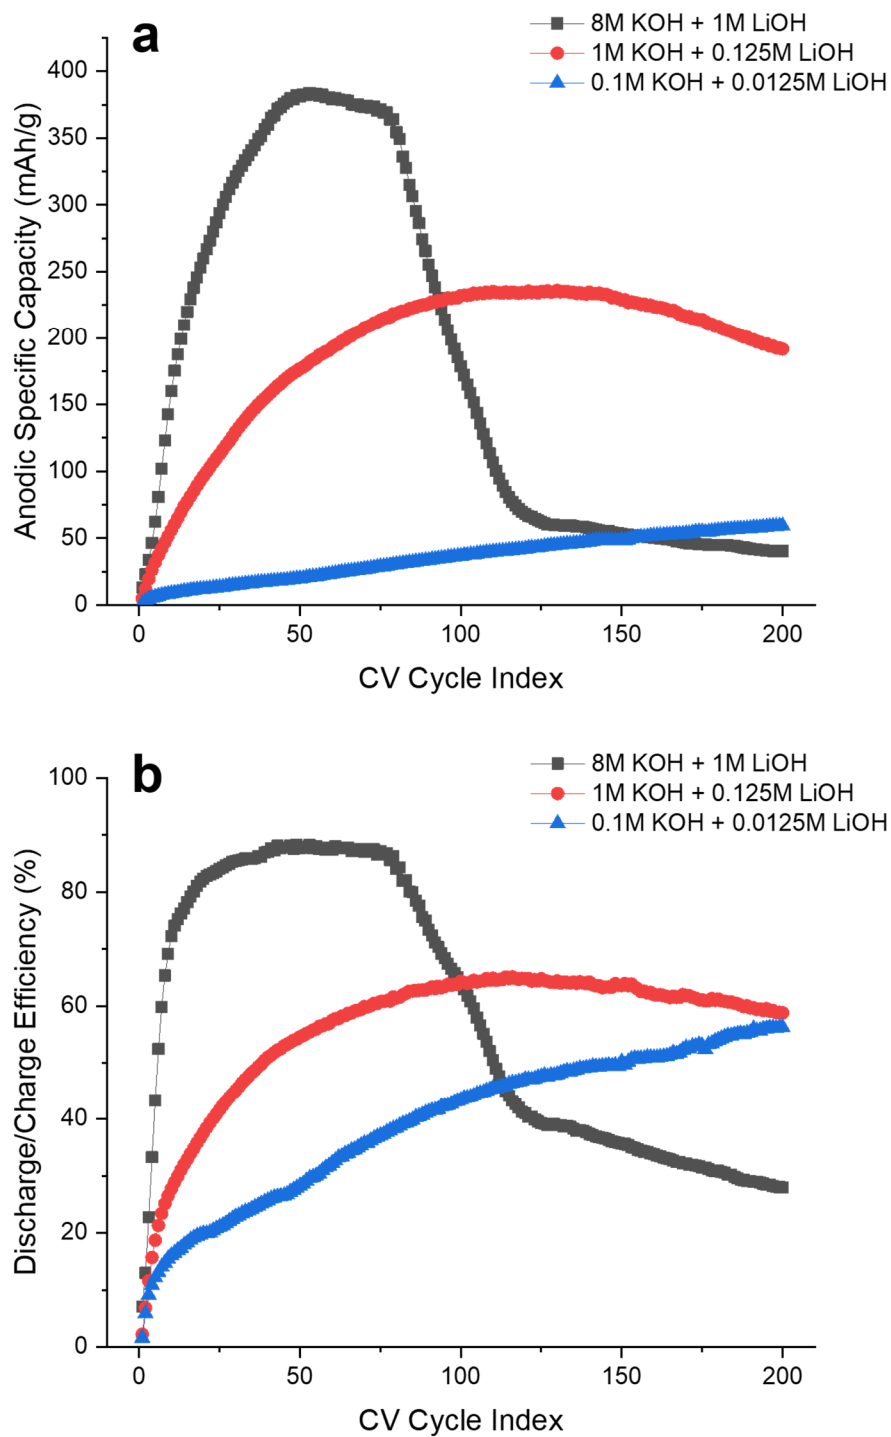 a
8M KOH + 1M LiOH
1M KOH + 0.125M LiOH
0.1M KOH + 0.0125M LiOH
Anodic Specific Capacity (mAh/g)
400
350
300
250
200
150
100
50
0
0 50 100 150 200
CV Cycle Index
b
8M KOH + 1M LiOH
1M KOH + 0.125M LiOH
0.1M KOH + 0.0125M LiOH
Discharge/Charge Efficiency (%)
100
80
60
40
20
0
0 50 100 150 200
CV Cycle Index